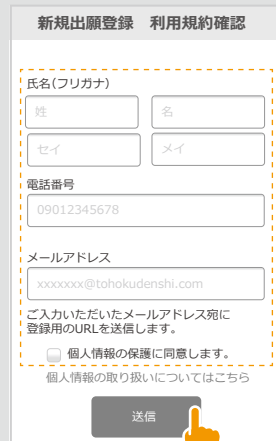 新規出願登録　利用規約確認
氏名(フリガナ)
姓
名
セイ
メイ
電話番号
09012345678
メールアドレス
xxxxxxx@tohokudenshi.com
ご入力いただいたメールアドレス宛に
登録用のURLを送信します。
個人情報の保護に同意します。
個人情報の取り扱いについてはこちら
送信